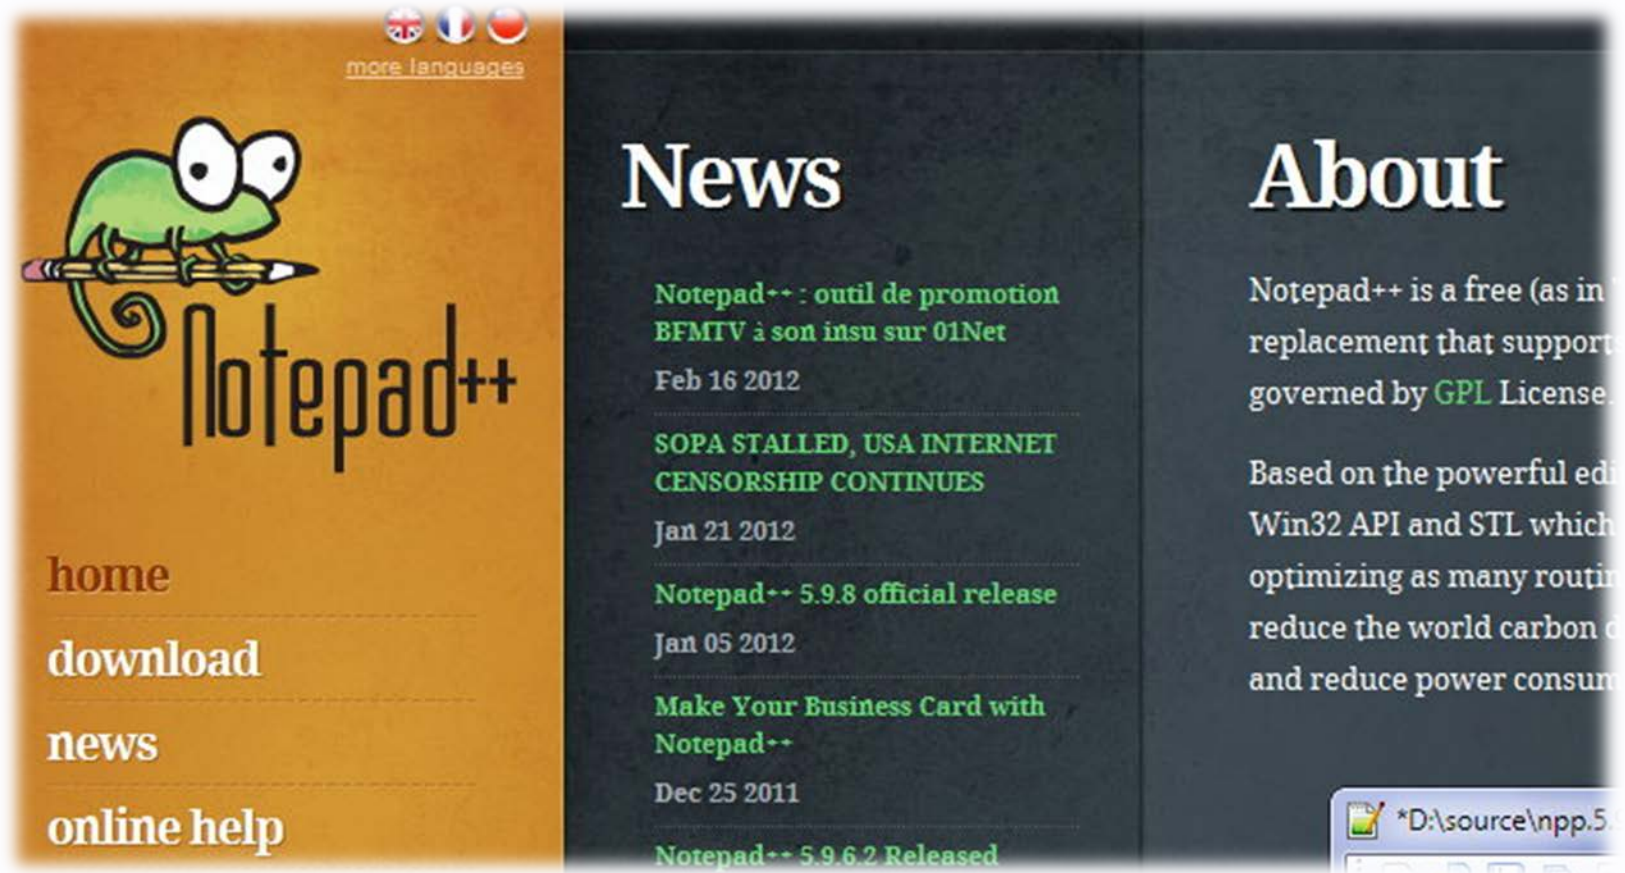 more languages
Notepad++
home
download
news
online help
News
Notepad++ : outil de promotion
BFMTV à son insu sur 01Net
Feb 16 2012
SOPA STALLED, USA INTERNET
CENSORSHIP CONTINUES
Jan 21 2012
Notepad++ 5.9.8 official release
Jan 05 2012
Make Your Business Card with
Notepad++
Dec 25 2011
Notepad++ 5.9.6.2 Released
About
Notepad++ is a free (as in
replacement that supports
governed by GPL License.
Based on the powerful edi
Win32 API and STL which
optimizing as many routin
reduce the world carbon d
and reduce power consum
*D:\source\npp.5.